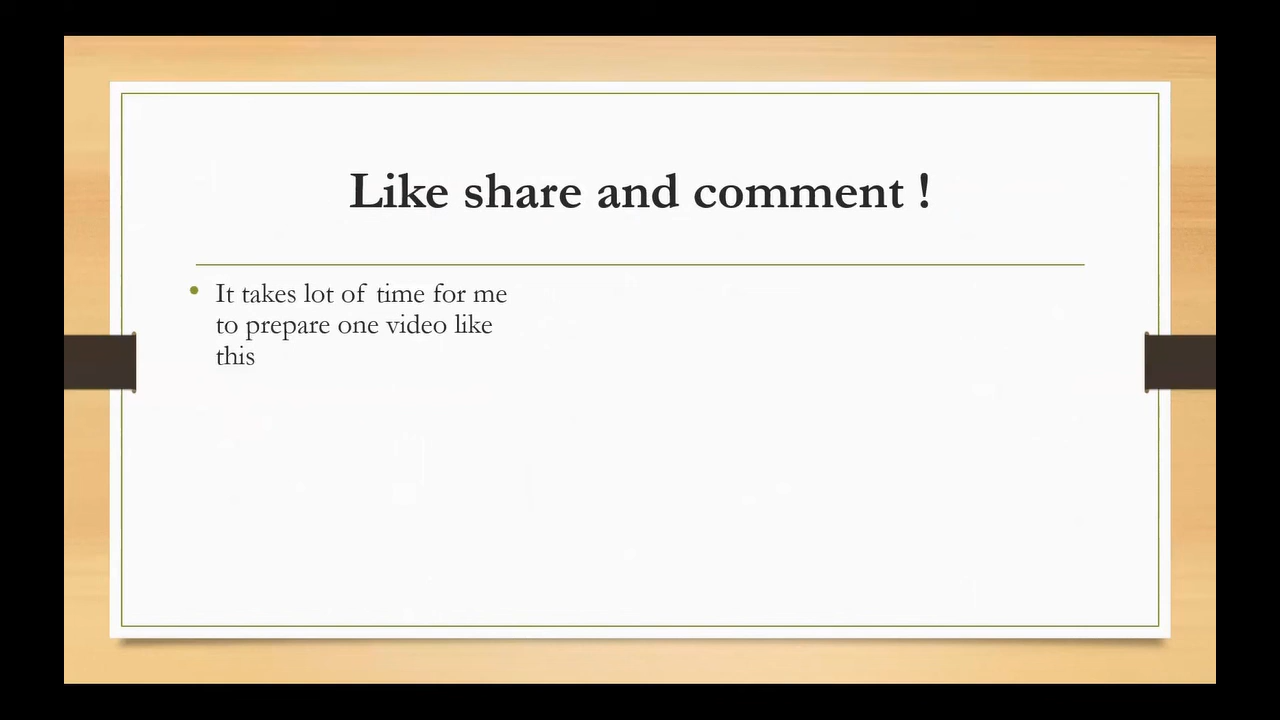 Like share and comment !
It takes lot of time for me
to prepare one video like
this